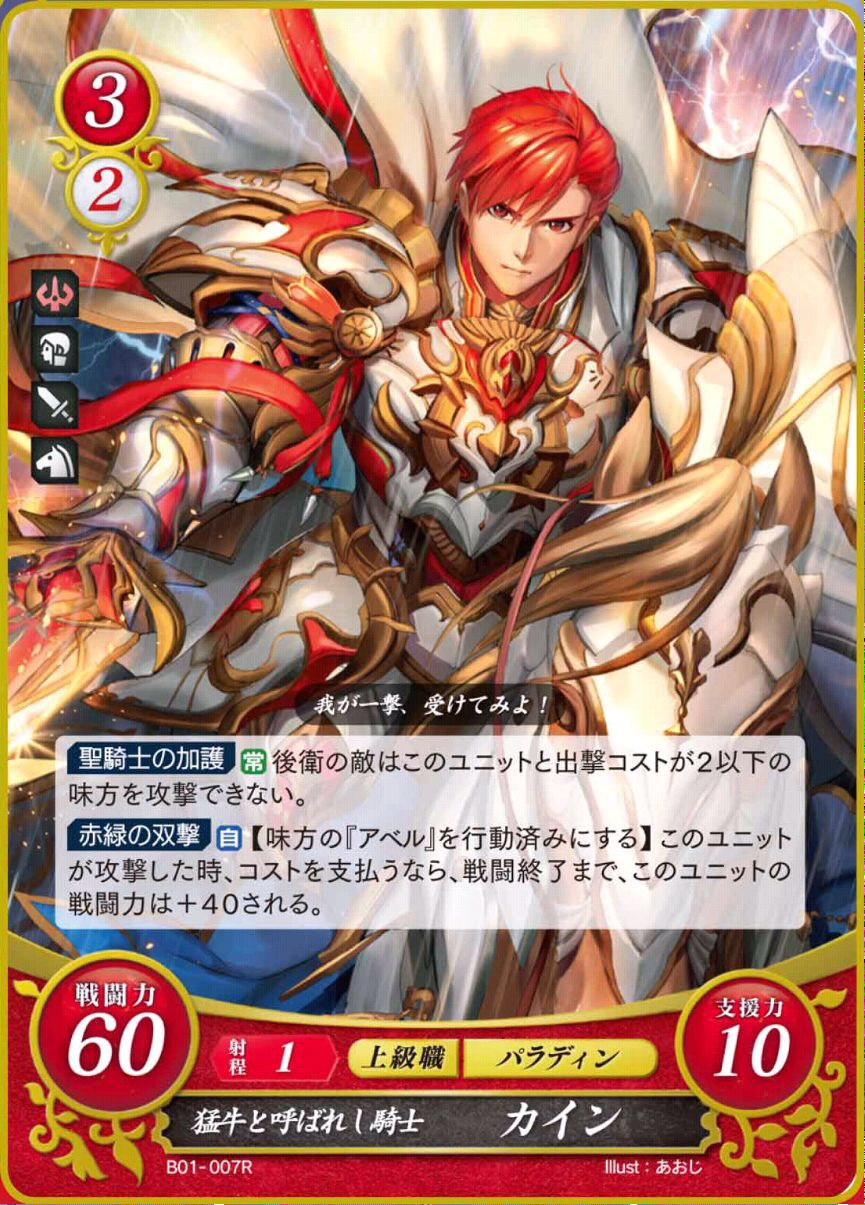 3
2
我が一撃、受けてみよ！
聖騎士の加護 常 後衛の敵はこのユニットと出撃コストが2以下の
味方を攻撃できない。
赤緑の双撃 自【味方の『アベル』を行動済みにする】このユニット
が攻撃した時、コストを支払うなら、戦闘終了まで、このユニットの
戦闘力は＋40される。
戦闘力
60
射程 1 上級職 パラディン
支援力
10
猛牛と呼ばれし騎士 カイン
B01-007R
Illust：あおじ